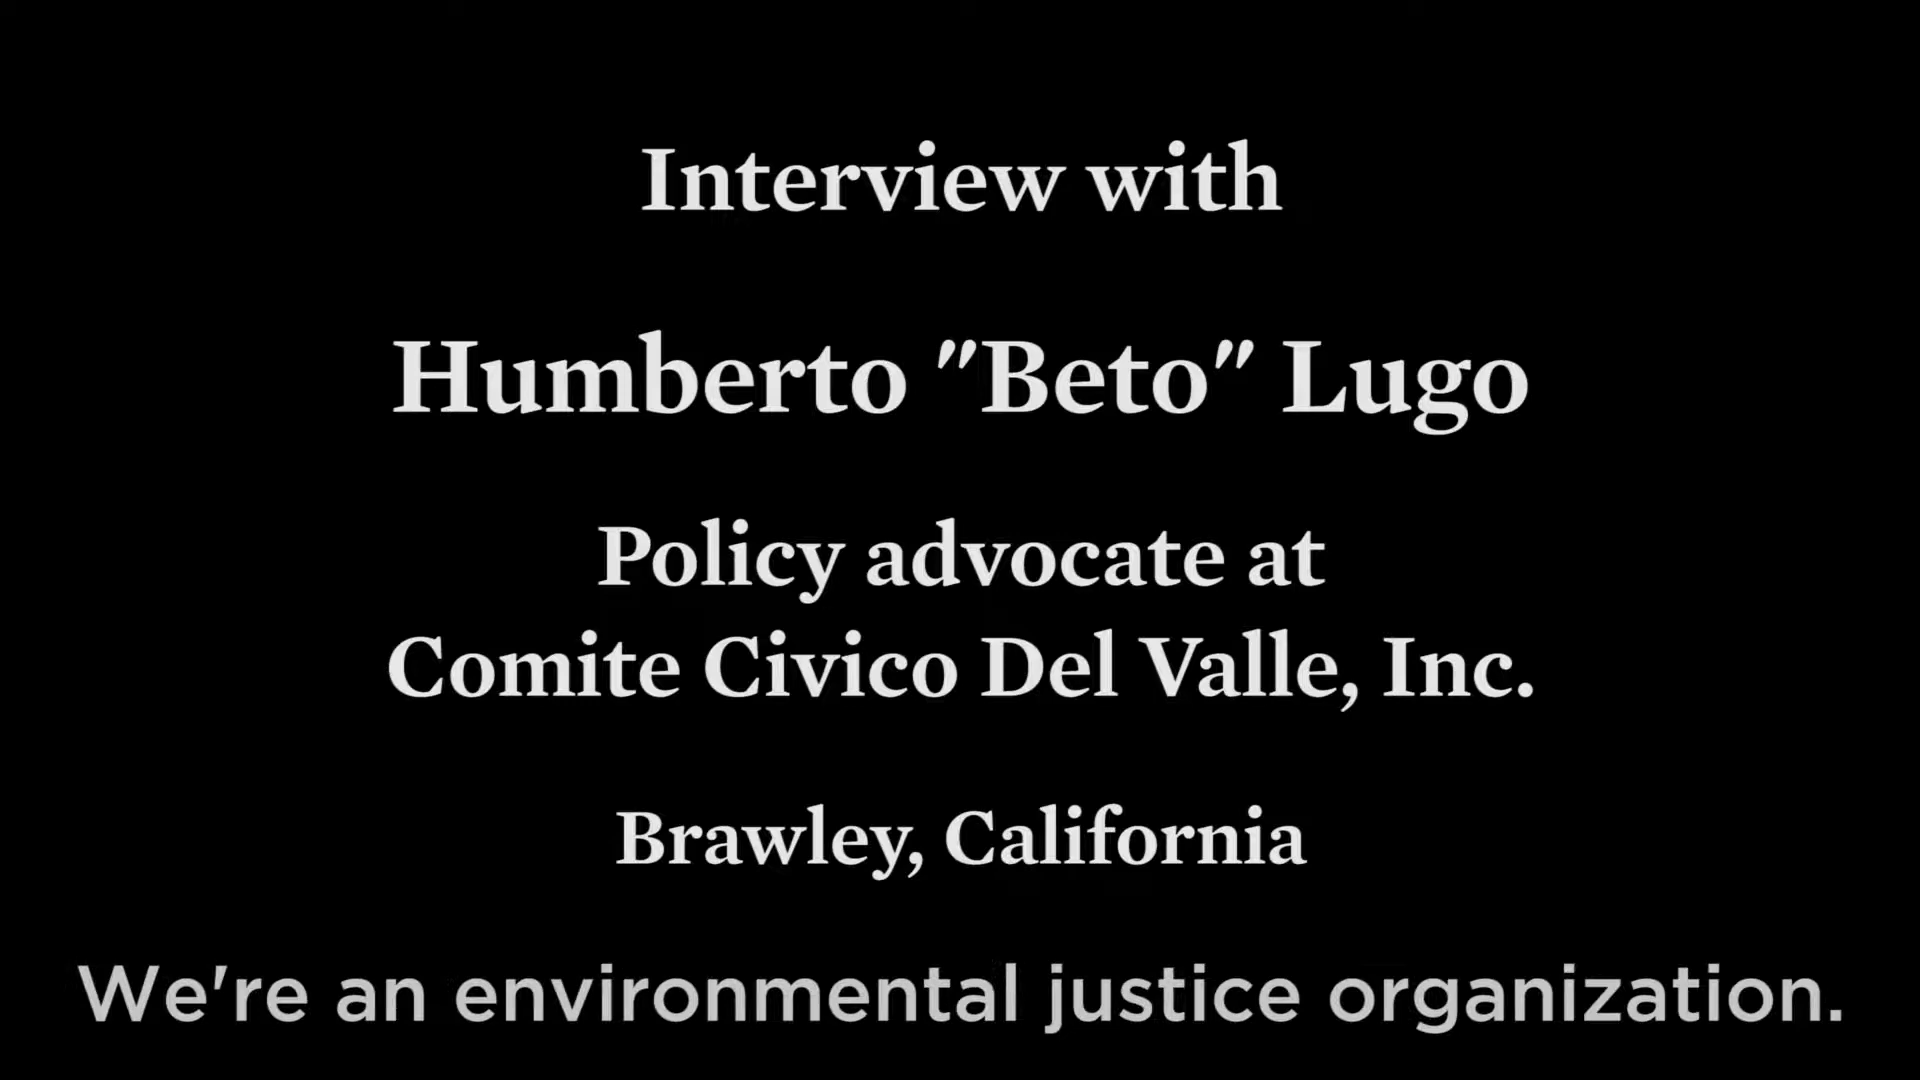 Interview with
Humberto "Beto" Lugo
Policy advocate at
Comite Civico Del Valle, Inc.
Brawley, California
We're an environmental justice organization.